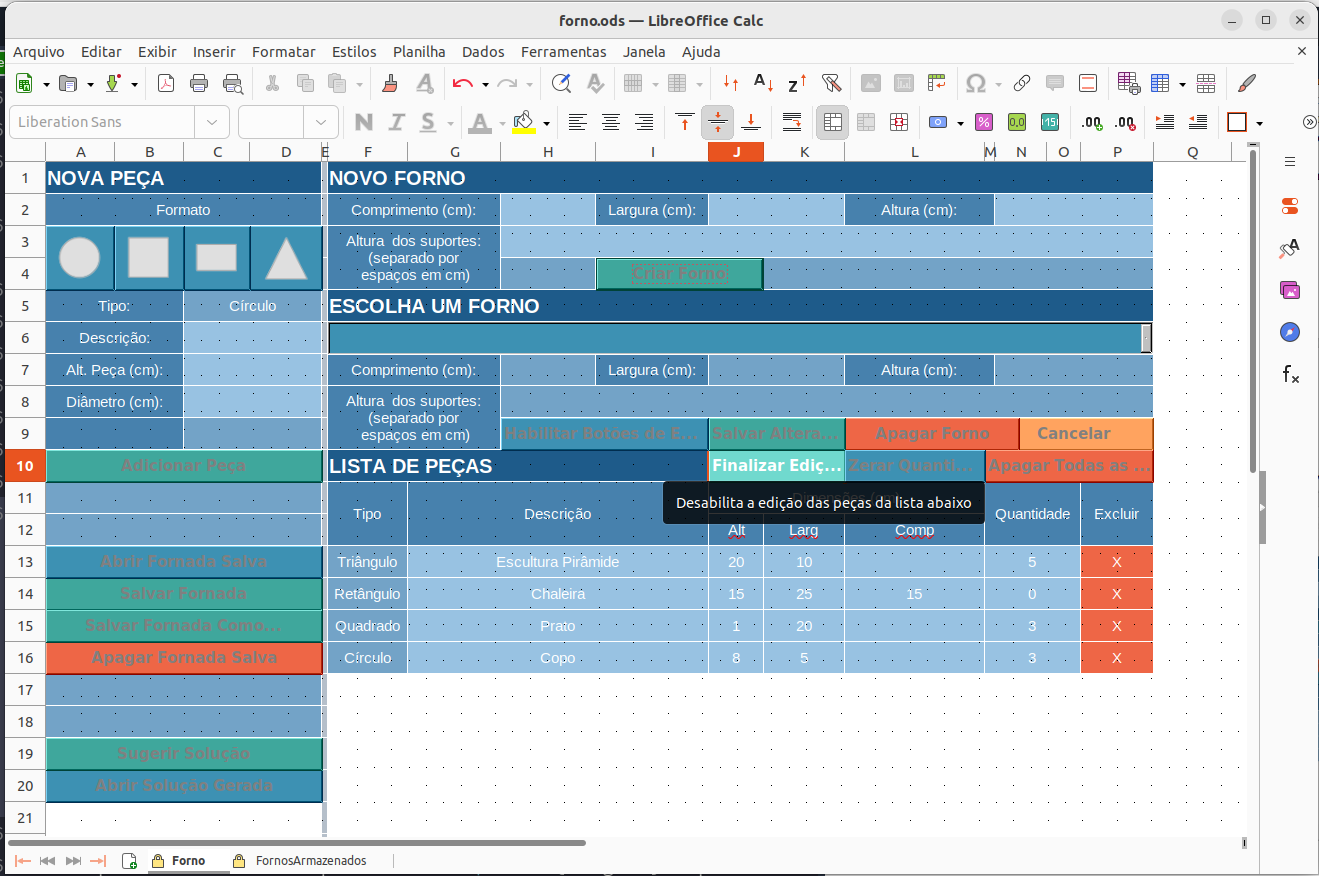 forno.ods — LibreOffice Calc
Arquivo Editar Exibir Inserir Formatar Estilos Planilha Dados Ferramentas Janela Ajuda
Liberation Sans
A B C D E F G H I J K L M N O P Q
1 NOVA PEÇA NOVO FORNO
2 Formato Comprimento (cm): Largura (cm): Altura (cm):
3 Altura dos suportes:
(separado por
4 espaços em cm) Criar Forno
5 Tipo: Círculo ESCOLHA UM FORNO
6 Descrição:
7 Alt. Peça (cm): Comprimento (cm): Largura (cm): Altura (cm):
8 Diâmetro (cm): Altura dos suportes:
(separado por
9 espaços em cm) Habilitar Botões de E... Salvar Altera... Apagar Forno Cancelar
10 Adicionar Peça LISTA DE PEÇAS Finalizar Ediç... Zerar Quanti... Apagar Todas as ...
11 Desabilita a edição das peças da lista abaixo
Tipo Descrição Quantidade Excluir
12 Alt Larg Comp
13 Abrir Fornada Salva Triângulo Escultura Pirâmide 20 10 5 X
14 Salvar Fornada Retângulo Chaleira 15 25 15 0 X
15 Salvar Fornada Como... Quadrado Prato 1 20 3 X
16 Apagar Fornada Salva Círculo Copo 8 5 3 X
17
18
19 Sugerir Solução
20 Abrir Solução Gerada
21
Forno FornosArmazenados